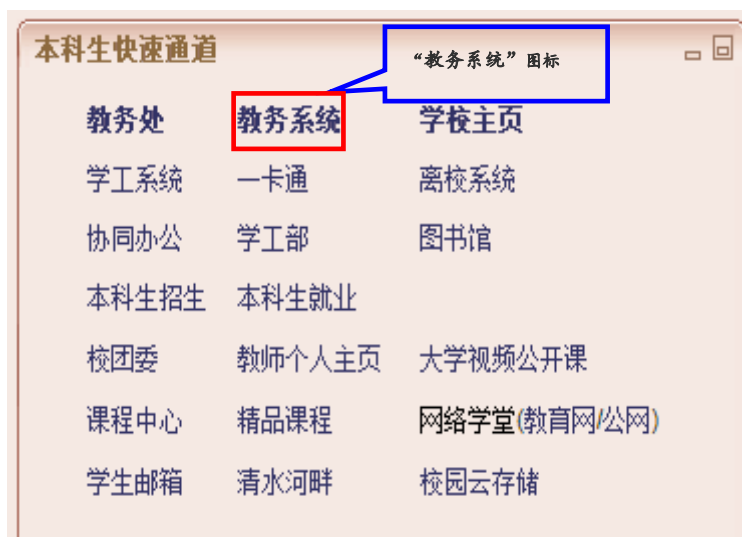 本科生快速通道
“教务系统”图标
教务处 教务系统 学校主页
学工系统 一卡通 离校系统
协同办公 学工部 图书馆
本科生招生 本科生就业
校团委 教师个人主页 大学视频公开课
课程中心 精品课程 网络学堂(教育网/公网)
学生邮箱 清水河畔 校园云存储